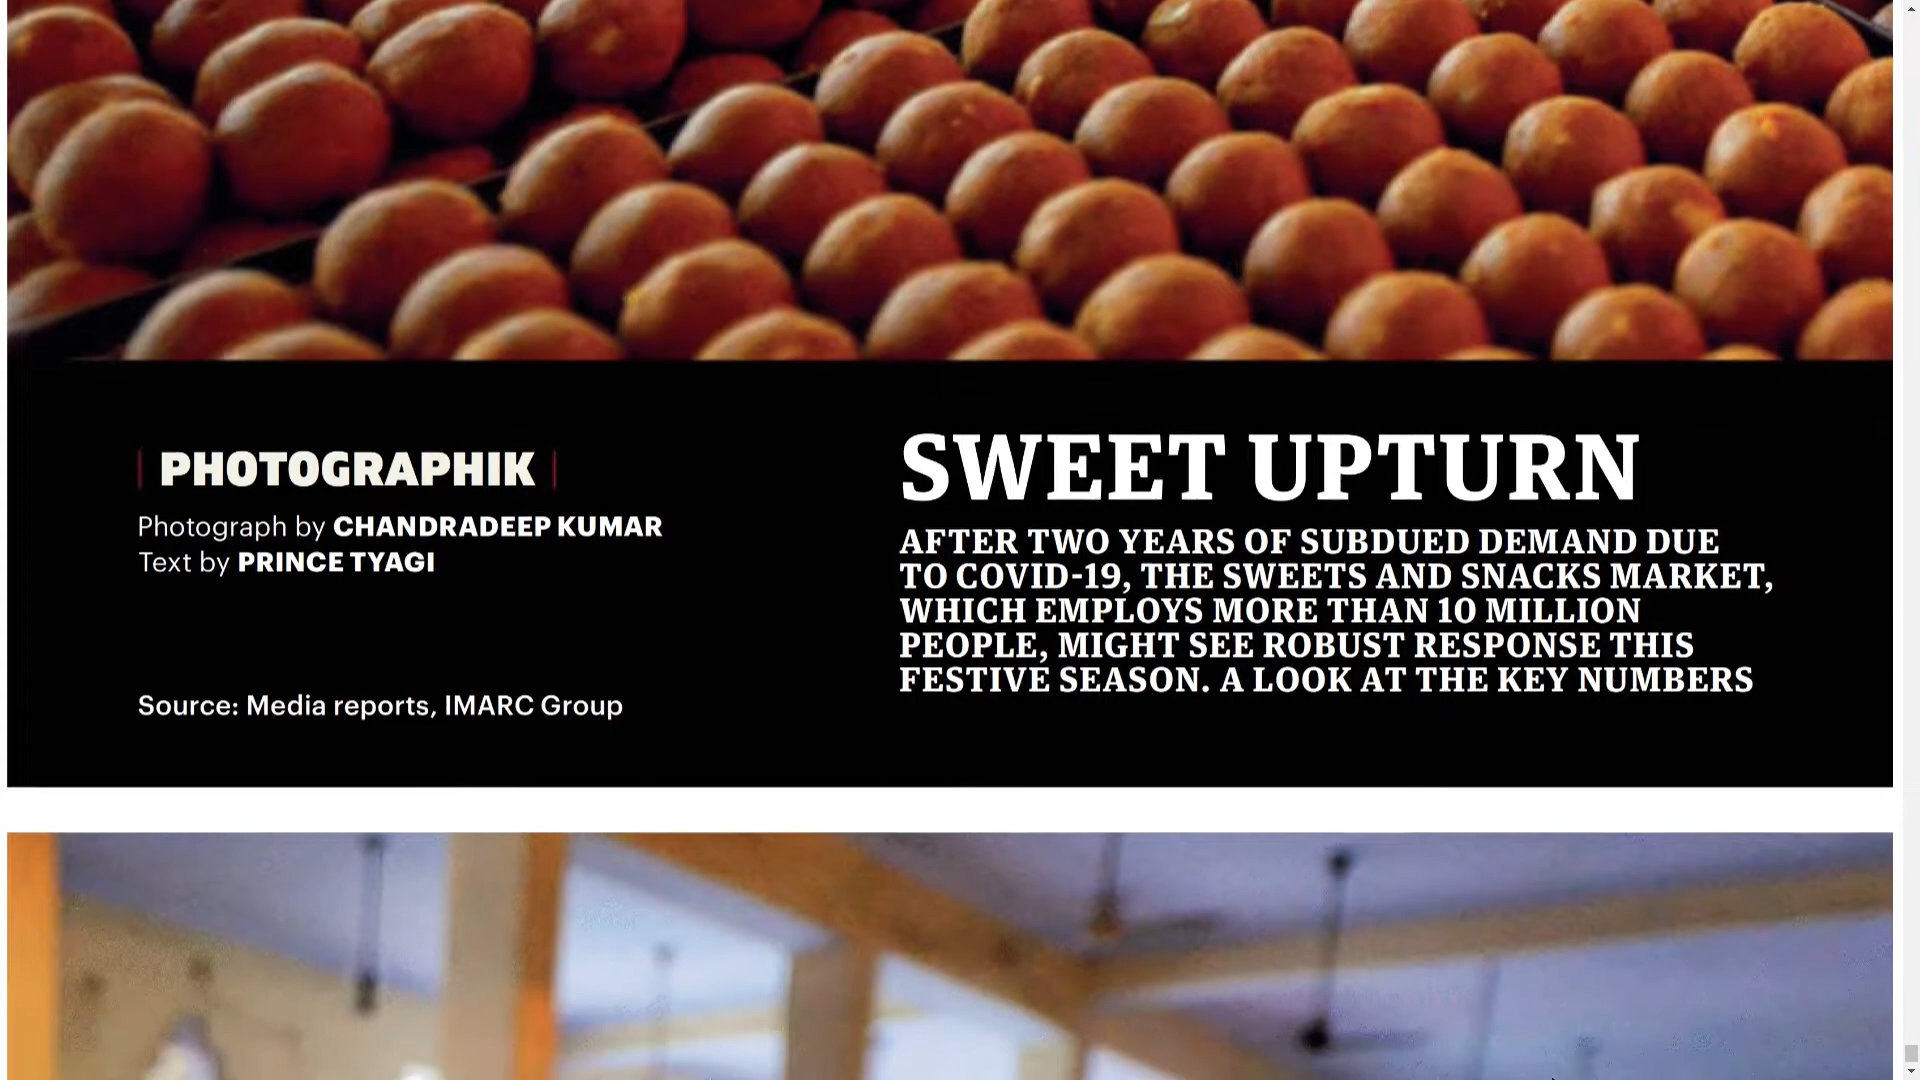 PHOTOGRAPHIK
Photograph by CHANDRADEEP KUMAR
Text by PRINCE TYAGI
Source: Media reports, IMARC Group
SWEET UPTURN
AFTER TWO YEARS OF SUBDUED DEMAND DUE
TO COVID-19, THE SWEETS AND SNACKS MARKET,
WHICH EMPLOYS MORE THAN 10 MILLION
PEOPLE, MIGHT SEE ROBUST RESPONSE THIS
FESTIVE SEASON. A LOOK AT THE KEY NUMBERS